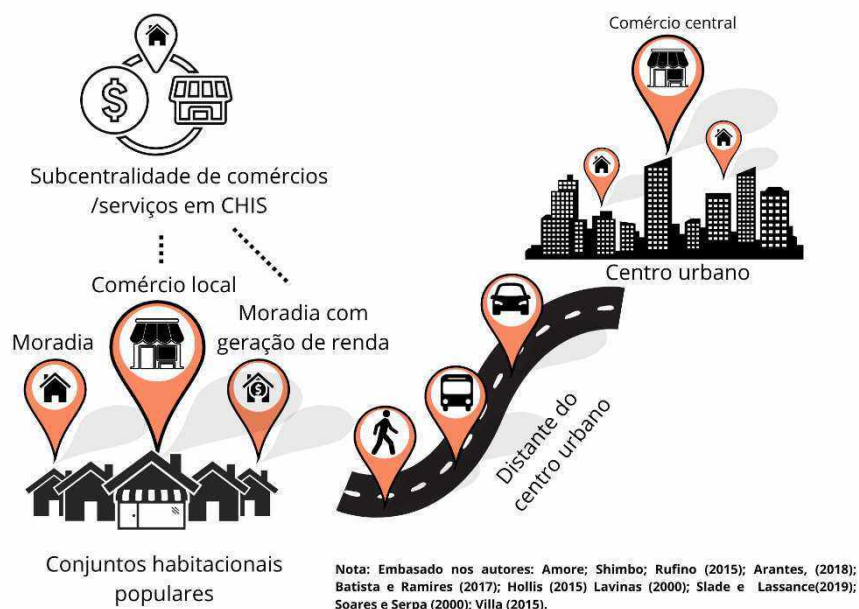 Comércio central
Subcentralidade de comércios
/serviços em CHIS
Centro urbano
Comércio local
Moradia
Moradia com
geração de renda
Distante do
centro urbano
Conjuntos habitacionais
populares
Nota: Embasado nos autores: Amore; Shimbo; Rufino (2015); Arantes, (2018);
Batista e Ramires (2017); Hollis (2015) Lavinas (2000); Slade e Lassance(2019);
Soares e Serpa (2000); Villa (2015).